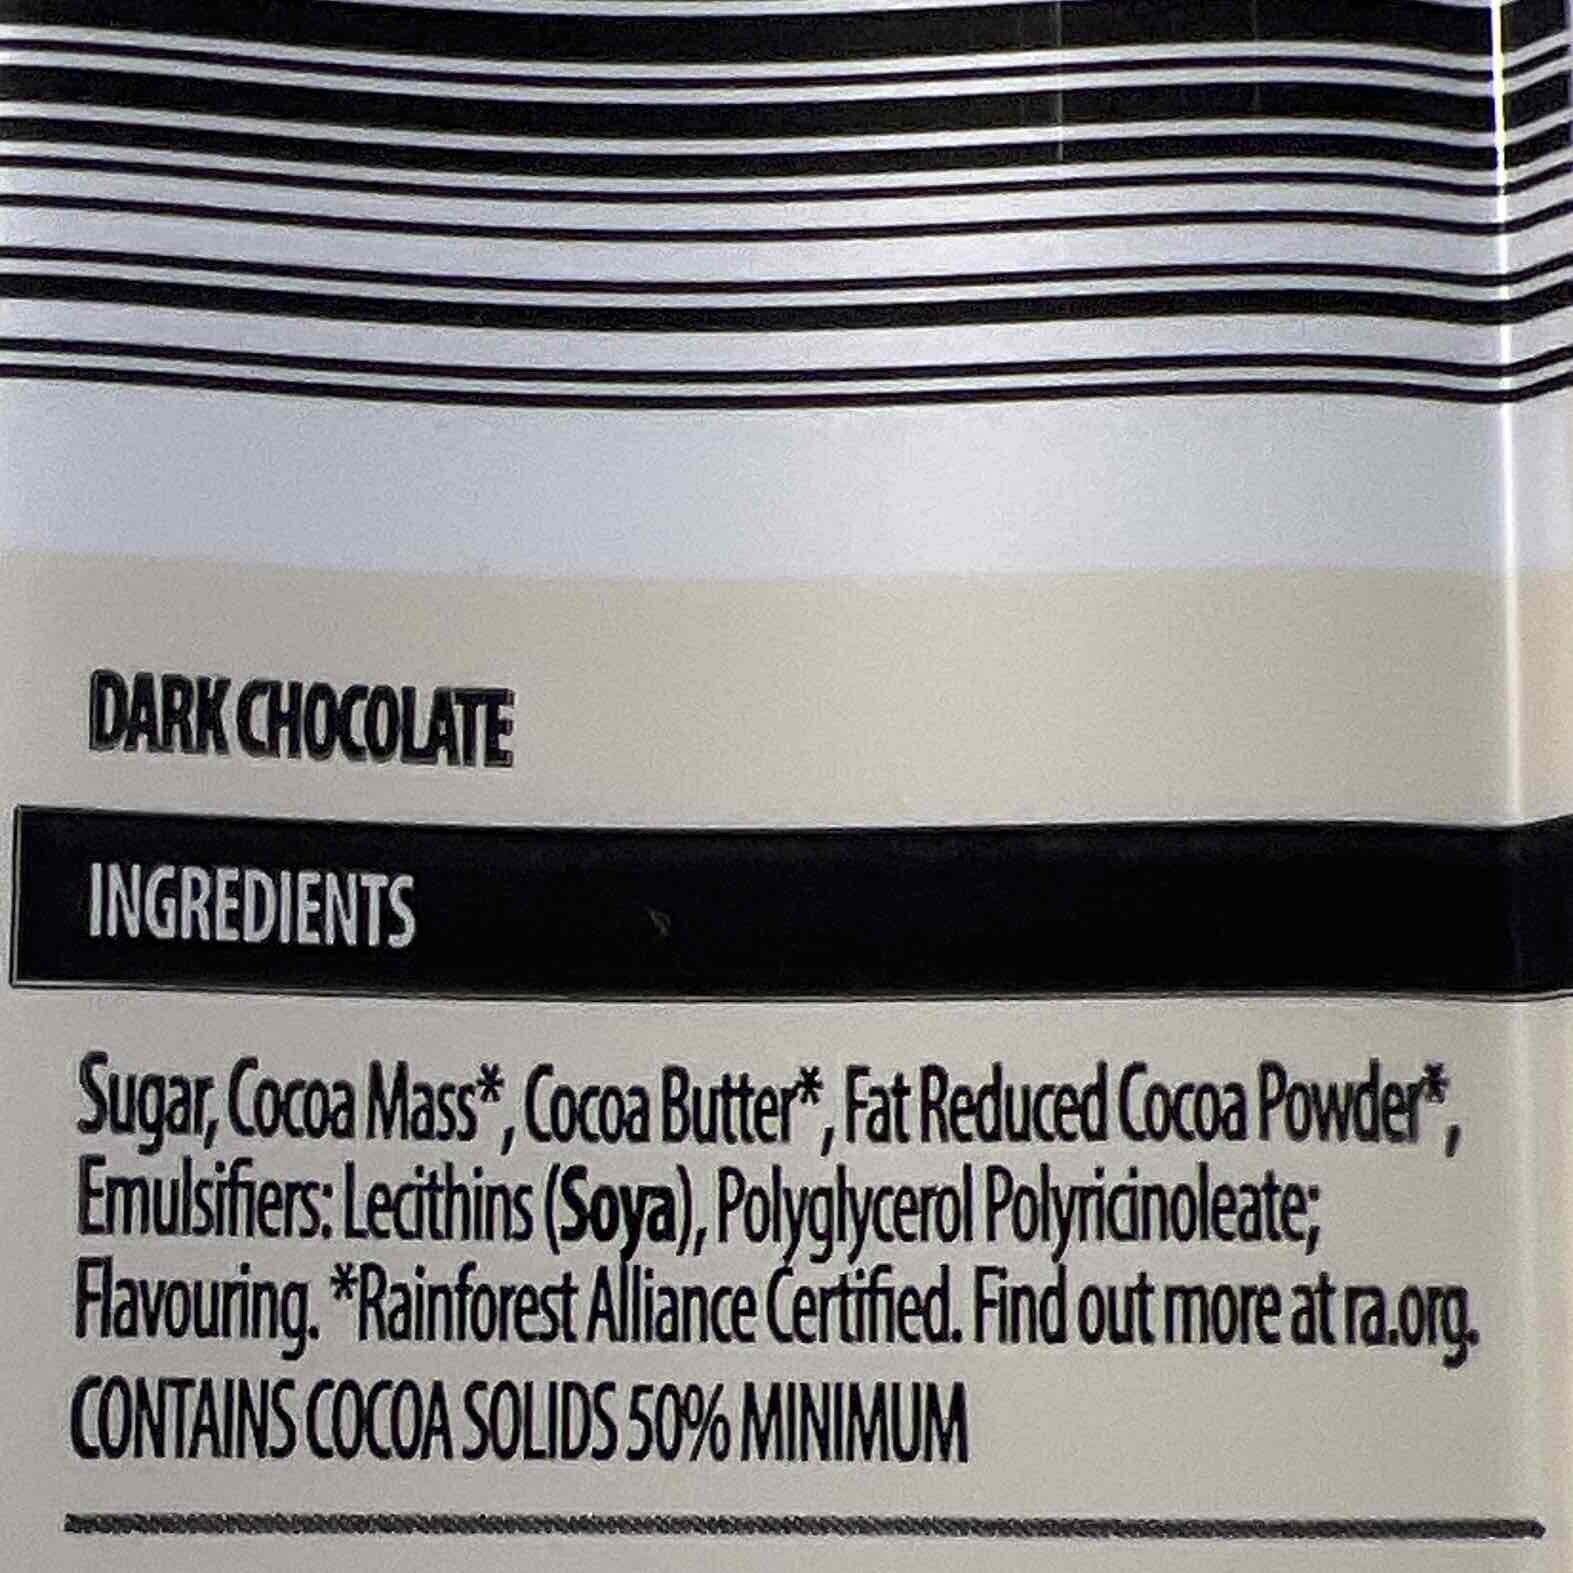 DARK CHOCOLATE
INGREDIENTS
Sugar, Cocoa Mass*, Cocoa Butter*, Fat Reduced Cocoa Powder*,
Emulsifiers: Lecithins (Soya), Polyglycerol Polyricinoleate;
Flavouring. *Rainforest Alliance Certified. Find out more at ra.org.
CONTAINS COCOA SOLIDS 50% MINIMUM